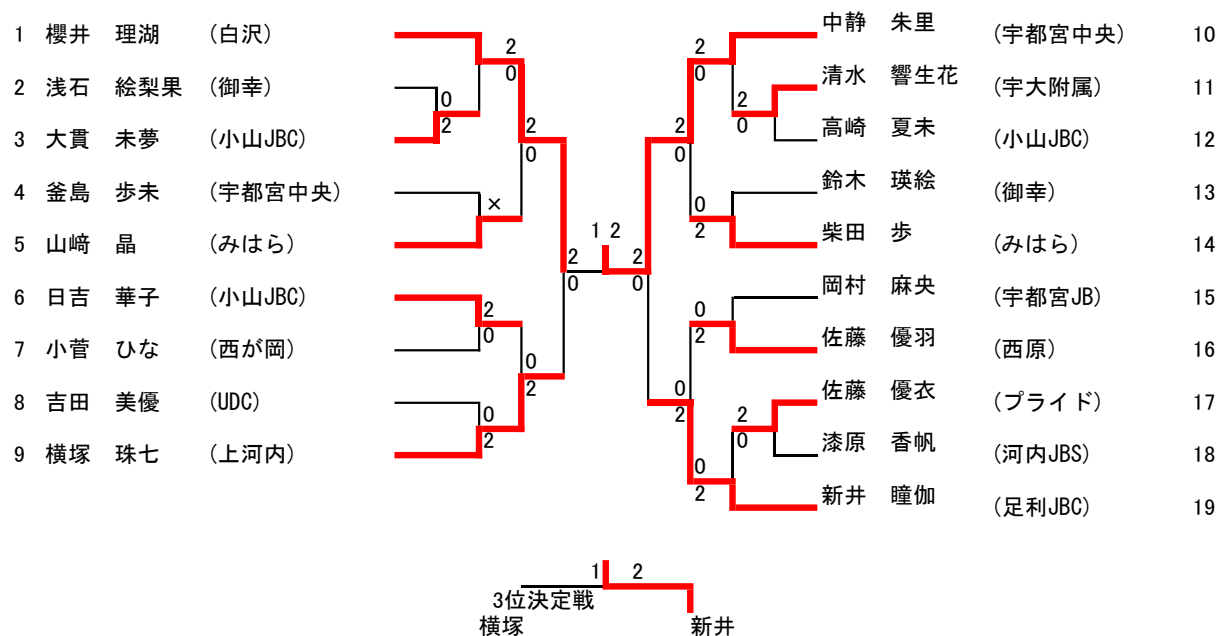 1 櫻井 理湖 (白沢)
2 浅石 絵梨果 (御幸)
3 大貫 未夢 (小山JBC)
4 釜島 歩未 (宇都宮中央)
5 山﨑 晶 (みはら)
6 日吉 華子 (小山JBC)
7 小菅 ひな (西が岡)
8 吉田 美優 (UDC)
9 横塚 珠七 (上河内)
2
0
0
2
2
0
×
2
0
2
0
0
2
0
2
1 2
2
0
2
0
2
0
2
0
0
2
0
2
0
2
2
0
0
2
中静 朱里 (宇都宮中央) 10
清水 響生花 (宇大附属) 11
高崎 夏未 (小山JBC) 12
鈴木 瑛絵 (御幸) 13
柴田 歩 (みはら) 14
岡村 麻央 (宇都宮JB) 15
佐藤 優羽 (西原) 16
佐藤 優衣 (プライド) 17
漆原 香帆 (河内JBS) 18
新井 瞳伽 (足利JBC) 19
1 2
3位決定戦
横塚 新井